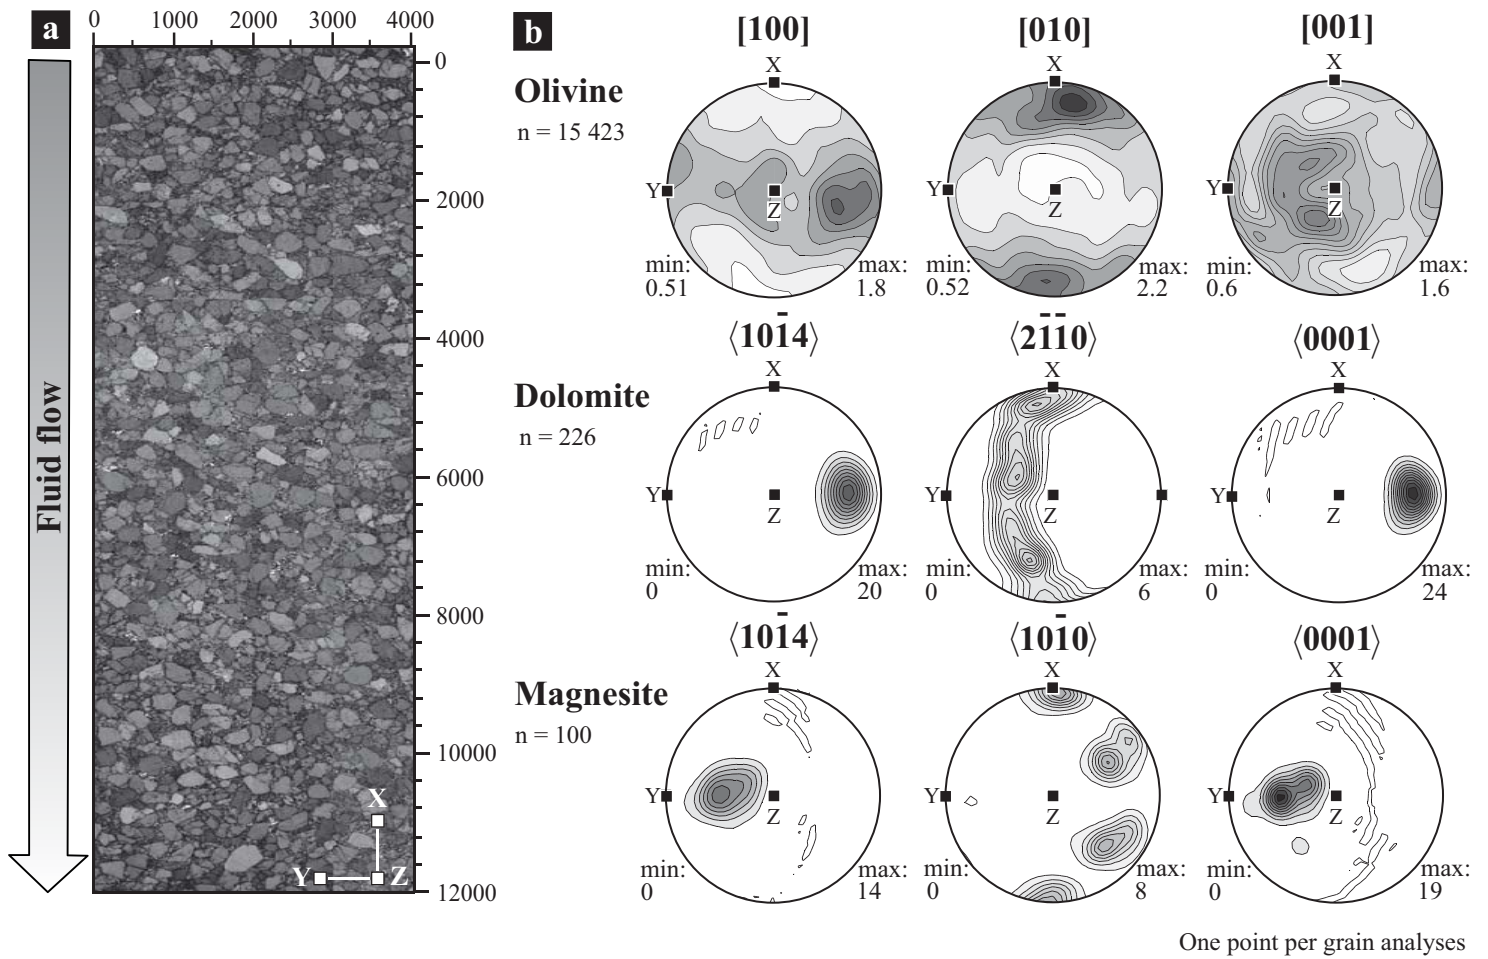 a
0 1000 2000 3000 4000
0
2000
4000
6000
8000
10000
12000
Fluid flow
X
Y Z
b
[100] [010] [001]
Olivine
n = 15 423
X X X
Y Z Y Z Y Z
min: max: min: max: min: max:
0.51 1.8 0.52 2.2 0.6 1.6
⟨101̄4⟩ ⟨21̄1̄0⟩ ⟨0001⟩
Dolomite
n = 226
X X X
Y Z Y Z Y Z
min: max: min: max: min: max:
0 20 0 6 0 24
⟨101̄4⟩ ⟨101̄0⟩ ⟨0001⟩
Magnesite
n = 100
X X X
Y Z Y Z Y Z
min: max: min: max: min: max:
0 14 0 8 0 19
One point per grain analyses